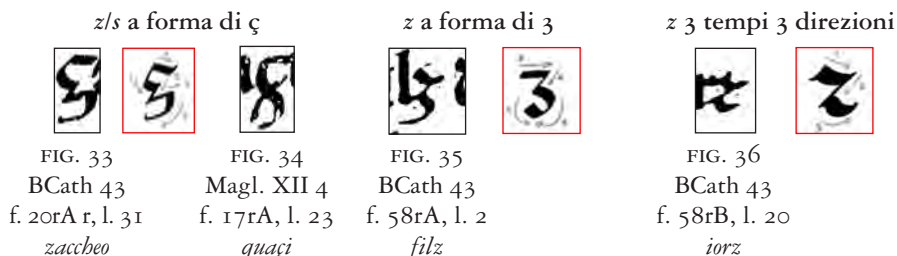 z/s a forma di ç z a forma di 3 z 3 tempi 3 direzioni
FIG. 33 FIG. 34 FIG. 35 FIG. 36
BCath 43 Magl. XII 4 BCath 43 BCath 43
f. 20rA r, l. 31 f. 17rA, l. 23 f. 58rA, l. 2 f. 58rB, l. 20
zaccheo quaçi filz iorz